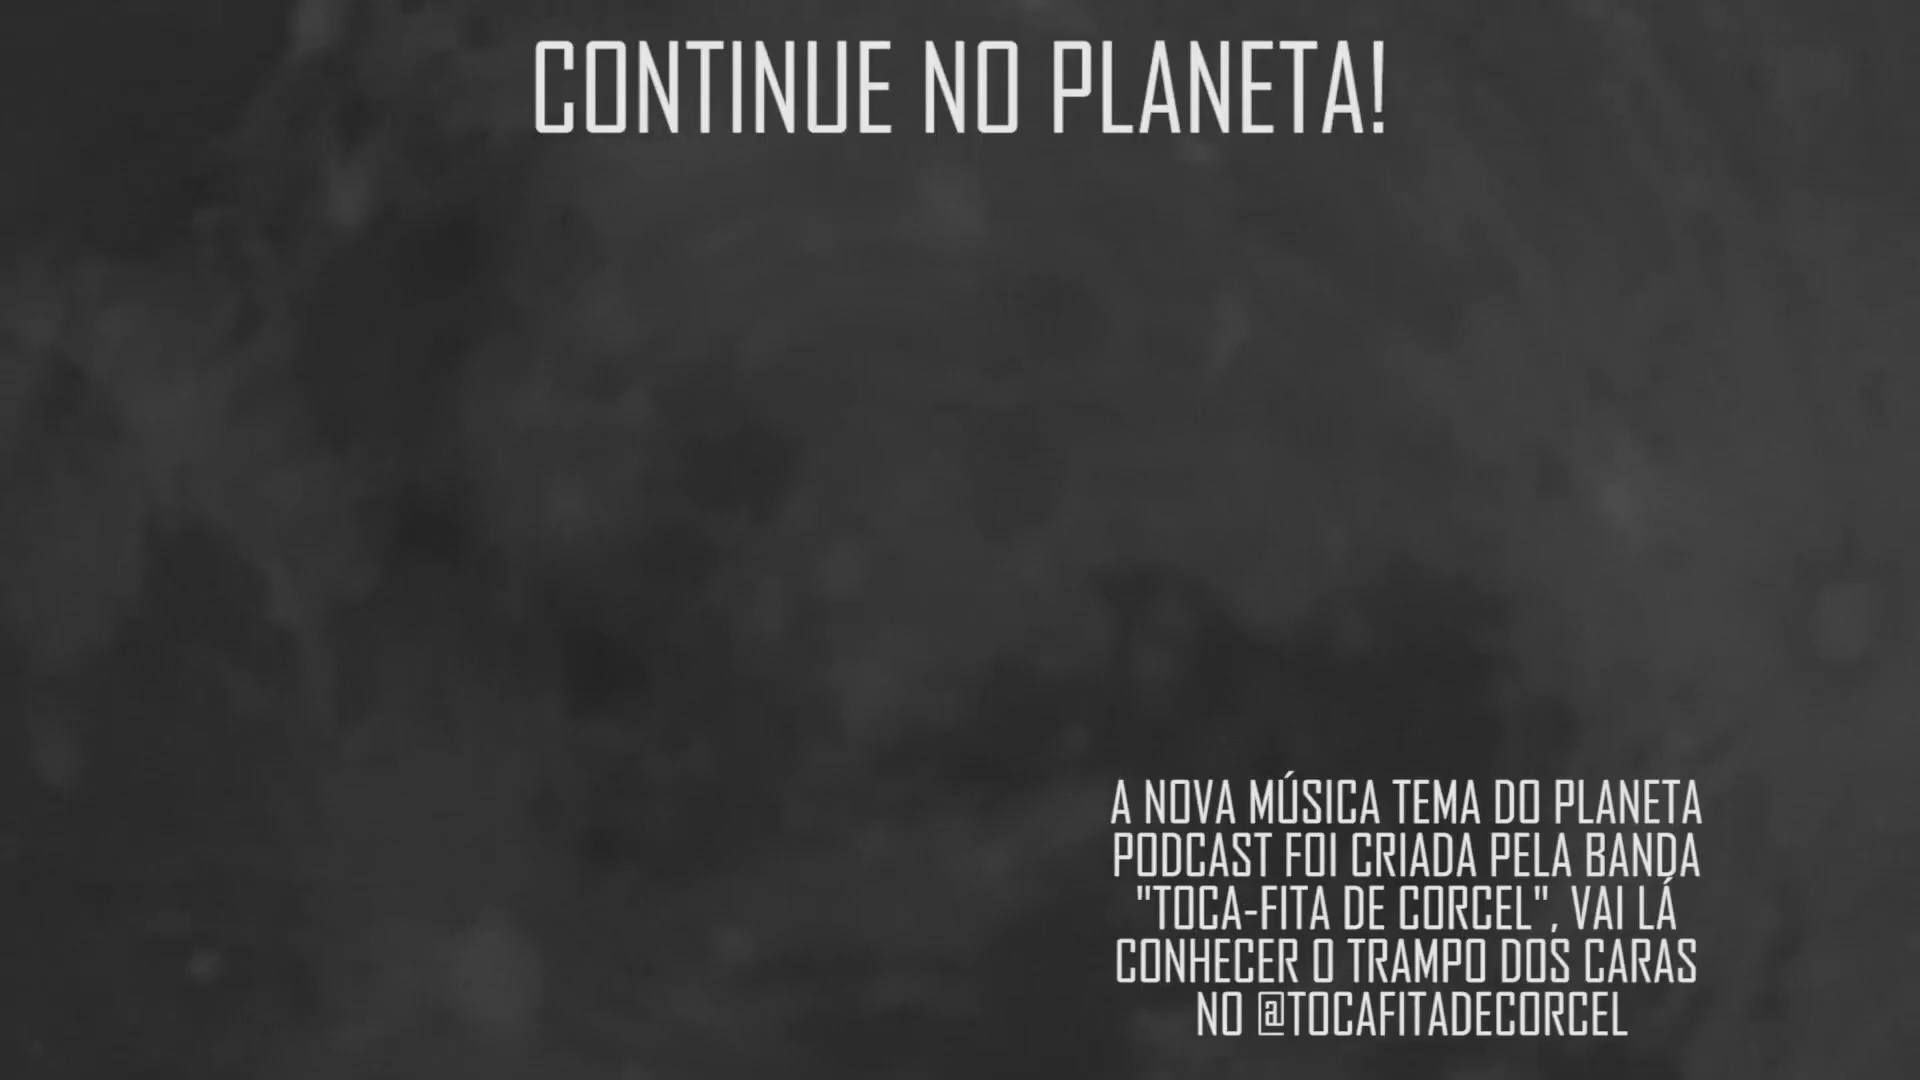 CONTINUE NO PLANETA!
A NOVA MÚSICA TEMA DO PLANETA
PODCAST FOI CRIADA PELA BANDA
"TOCA-FITA DE CORCEL", VAI LÁ
CONHECER O TRAMPO DOS CARAS
NO @TOCAFITADECORCEL